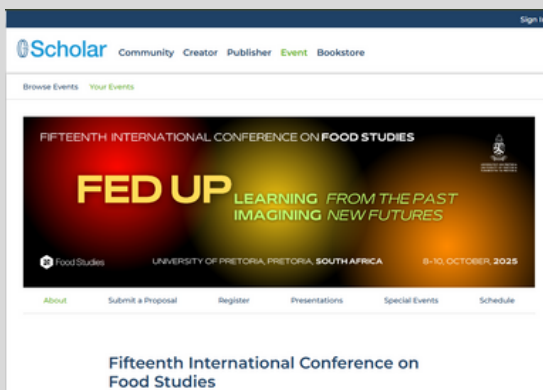 Sign In
Scholar
Community Creator Publisher Event Bookstore
Browse Events Your Events
FIFTEENTH INTERNATIONAL CONFERENCE ON FOOD STUDIES
FED UP LEARNING FROM THE PAST
IMAGINING NEW FUTURES
Food Studies UNIVERSITY OF PRETORIA, PRETORIA, SOUTH AFRICA 8-10, OCTOBER, 2025
About Submit a Proposal Register Presentations Special Events Schedule
Fifteenth International Conference on
Food Studies